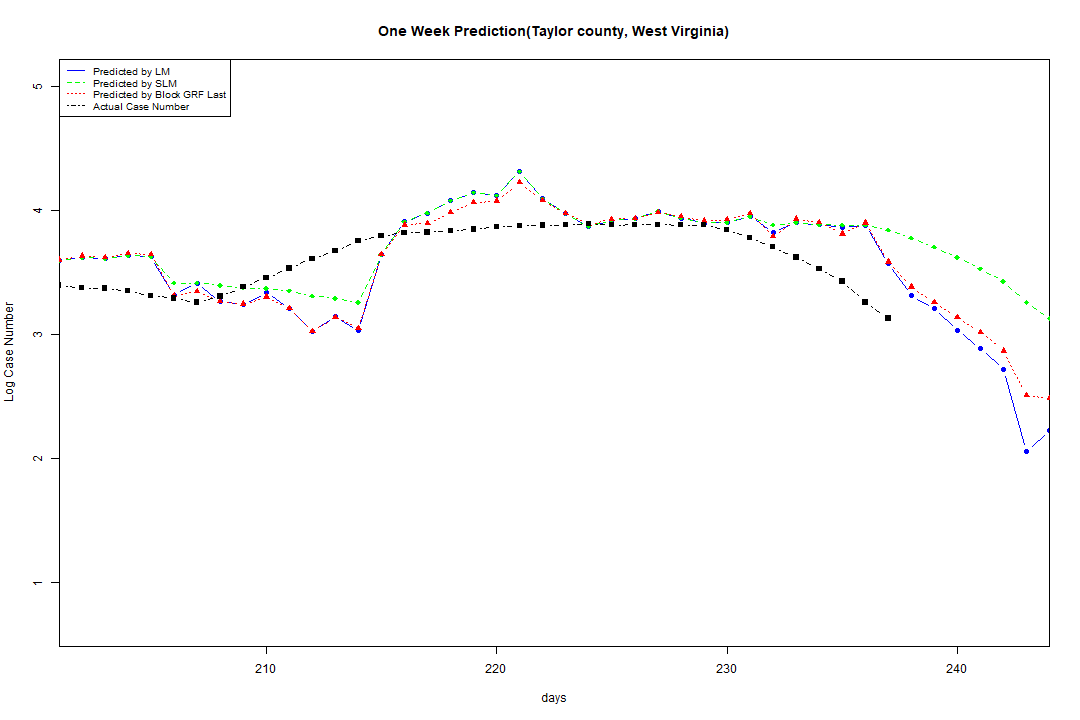 One Week Prediction(Taylor county, West Virginia)
Predicted by LM
Predicted by SLM
Predicted by Block GRF Last
Actual Case Number
5
4
3
2
1
Log Case Number
210 220 230 240
days